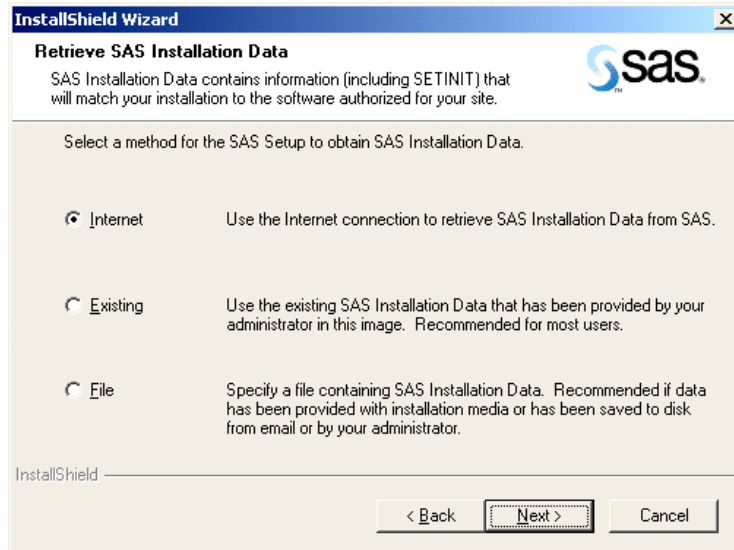 InstallShield Wizard
Retrieve SAS Installation Data
SAS Installation Data contains information (including SETINIT) that
will match your installation to the software authorized for your site.
sas.
TM
Select a method for the SAS Setup to obtain SAS Installation Data.
Internet
Use the Internet connection to retrieve SAS Installation Data from SAS.
Existing
Use the existing SAS Installation Data that has been provided by your
administrator in this image. Recommended for most users.
File
Specify a file containing SAS Installation Data. Recommended if data
has been provided with installation media or has been saved to disk
from email or by your administrator.
InstallShield
< Back
Next >
Cancel